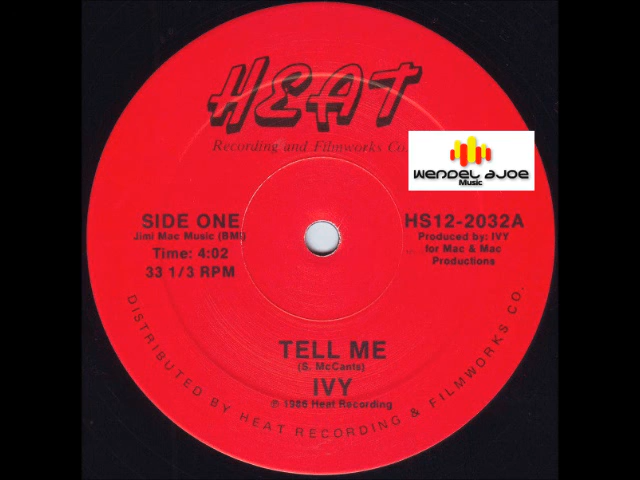 HEAT
Recording and Filmworks Co.
WENDEL AJOE
Music
SIDE ONE
Jimi Mac Music (BMI)
Time: 4:02
33 1/3 RPM
HS12-2032A
Produced by: IVY
for Mac & Mac
Productions
TELL ME
(S. McCants)
IVY
℗ 1986 Heat Recording
DISTRIBUTED BY HEAT RECORDING & FILMWORKS CO.